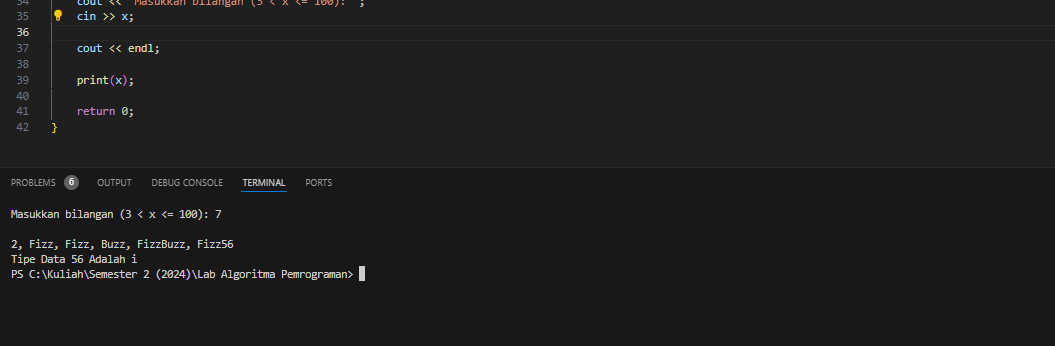 34 cout << "Masukkan bilangan (3 < x <= 100): ";
35 cin >> x;
36
37 cout << endl;
38
39 print(x);
40
41 return 0;
42 }
PROBLEMS 6 OUTPUT DEBUG CONSOLE TERMINAL PORTS
Masukkan bilangan (3 < x <= 100): 7
2, Fizz, Fizz, Buzz, FizzBuzz, Fizz56
Tipe Data 56 Adalah i
PS C:\Kuliah\Semester 2 (2024)\Lab Algoritma Pemrograman>